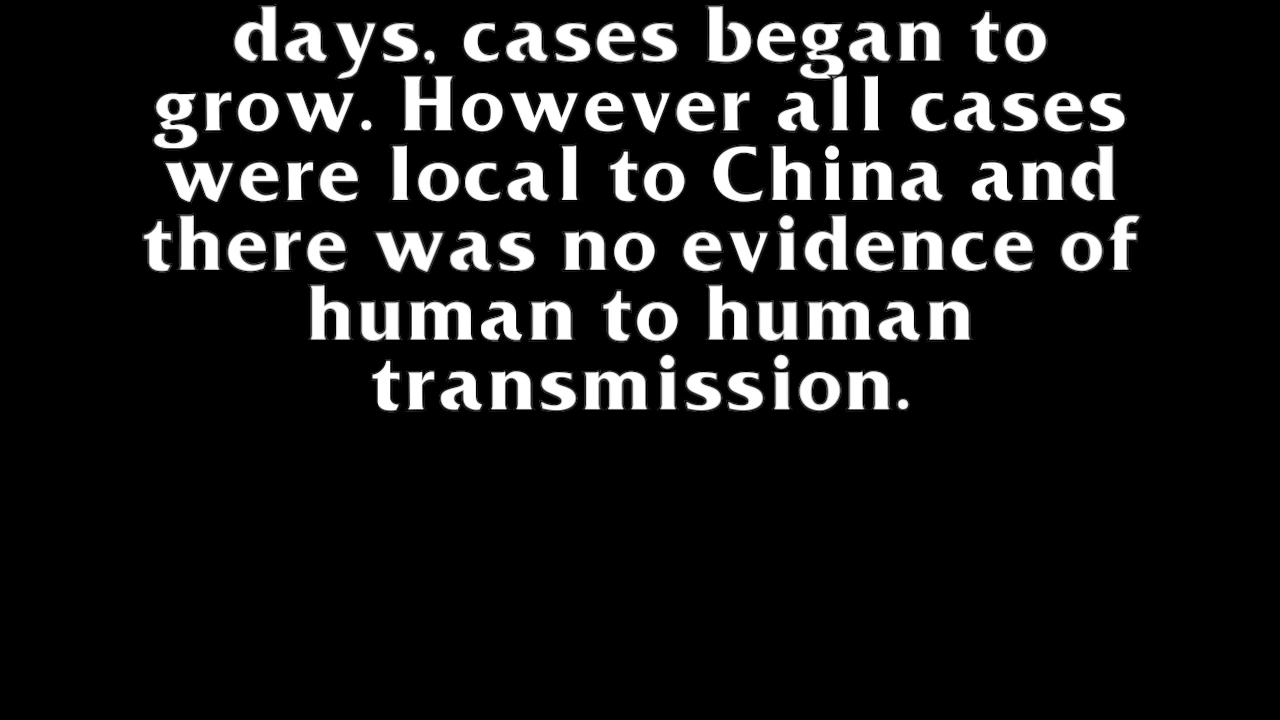 days, cases began to
grow. However all cases
were local to China and
there was no evidence of
human to human
transmission.